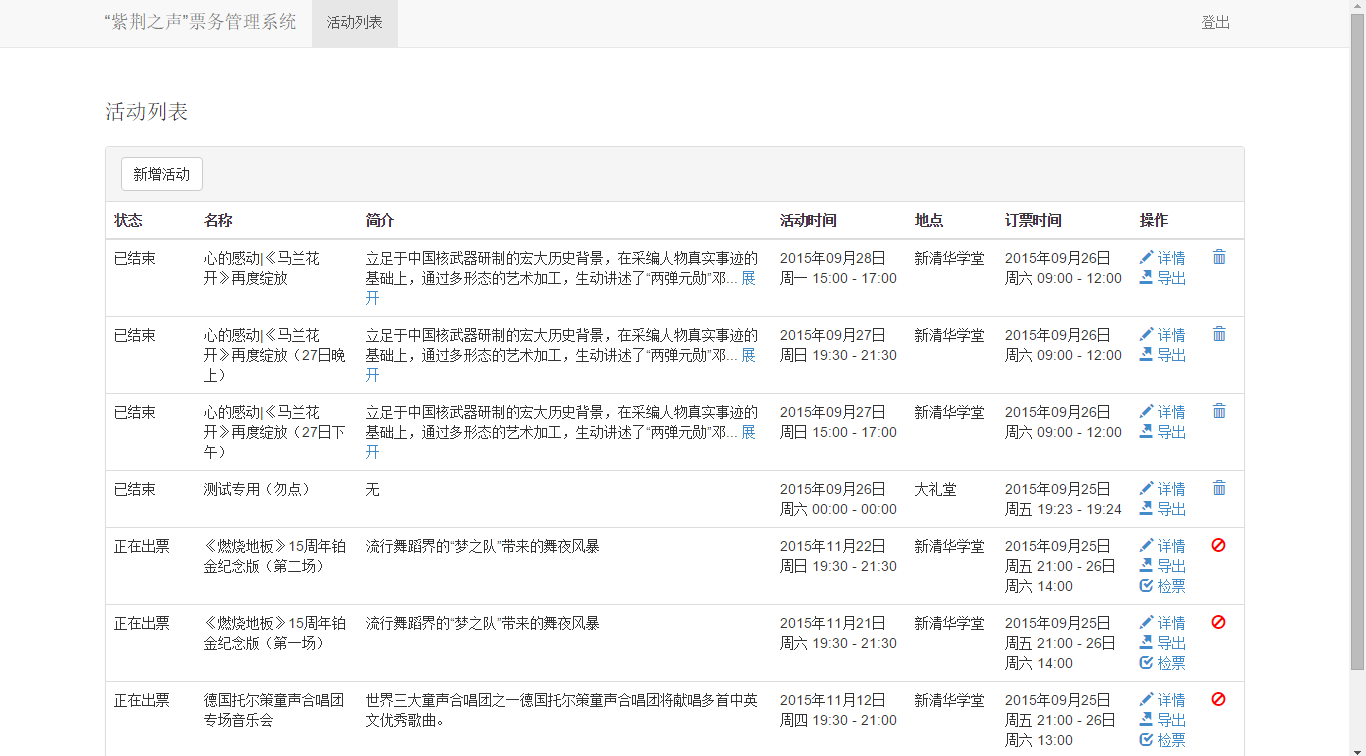 “紫荆之声”票务管理系统 活动列表 登出
活动列表
新增活动
状态 名称 简介 活动时间 地点 订票时间 操作
已结束 心的感动|《马兰花 立足于中国核武器研制的宏大历史背景，在采编人物真实事迹的 2015年09月28日 新清华学堂 2015年09月26日 详情
开》再度绽放 基础上，通过多形态的艺术加工，生动讲述了“两弹元勋”邓... 展 周一 15:00 - 17:00 周六 09:00 - 12:00 导出
开
已结束 心的感动|《马兰花 立足于中国核武器研制的宏大历史背景，在采编人物真实事迹的 2015年09月27日 新清华学堂 2015年09月26日 详情
开》再度绽放（27日晚 基础上，通过多形态的艺术加工，生动讲述了“两弹元勋”邓... 展 周日 19:30 - 21:30 周六 09:00 - 12:00 导出
上） 开
已结束 心的感动|《马兰花 立足于中国核武器研制的宏大历史背景，在采编人物真实事迹的 2015年09月27日 新清华学堂 2015年09月26日 详情
开》再度绽放（27日下 基础上，通过多形态的艺术加工，生动讲述了“两弹元勋”邓... 展 周日 15:00 - 17:00 周六 09:00 - 12:00 导出
午） 开
已结束 测试专用（勿点） 无 2015年09月26日 大礼堂 2015年09月25日 详情
周六 00:00 - 00:00 周五 19:23 - 19:24 导出
正在出票 《燃烧地板》15周年铂 流行舞蹈界的“梦之队”带来的舞夜风暴 2015年11月22日 新清华学堂 2015年09月25日 详情
金纪念版（第二场） 周日 19:30 - 21:30 周五 21:00 - 26日 导出
周六 14:00 检票
正在出票 《燃烧地板》15周年铂 流行舞蹈界的“梦之队”带来的舞夜风暴 2015年11月21日 新清华学堂 2015年09月25日 详情
金纪念版（第一场） 周六 19:30 - 21:30 周五 21:00 - 26日 导出
周六 14:00 检票
正在出票 德国托尔策童声合唱团 世界三大童声合唱团之一德国托尔策童声合唱团将献唱多首中英 2015年11月12日 新清华学堂 2015年09月25日 详情
专场音乐会 文优秀歌曲。 周四 19:30 - 21:00 周五 21:00 - 26日 导出
周六 13:00 检票